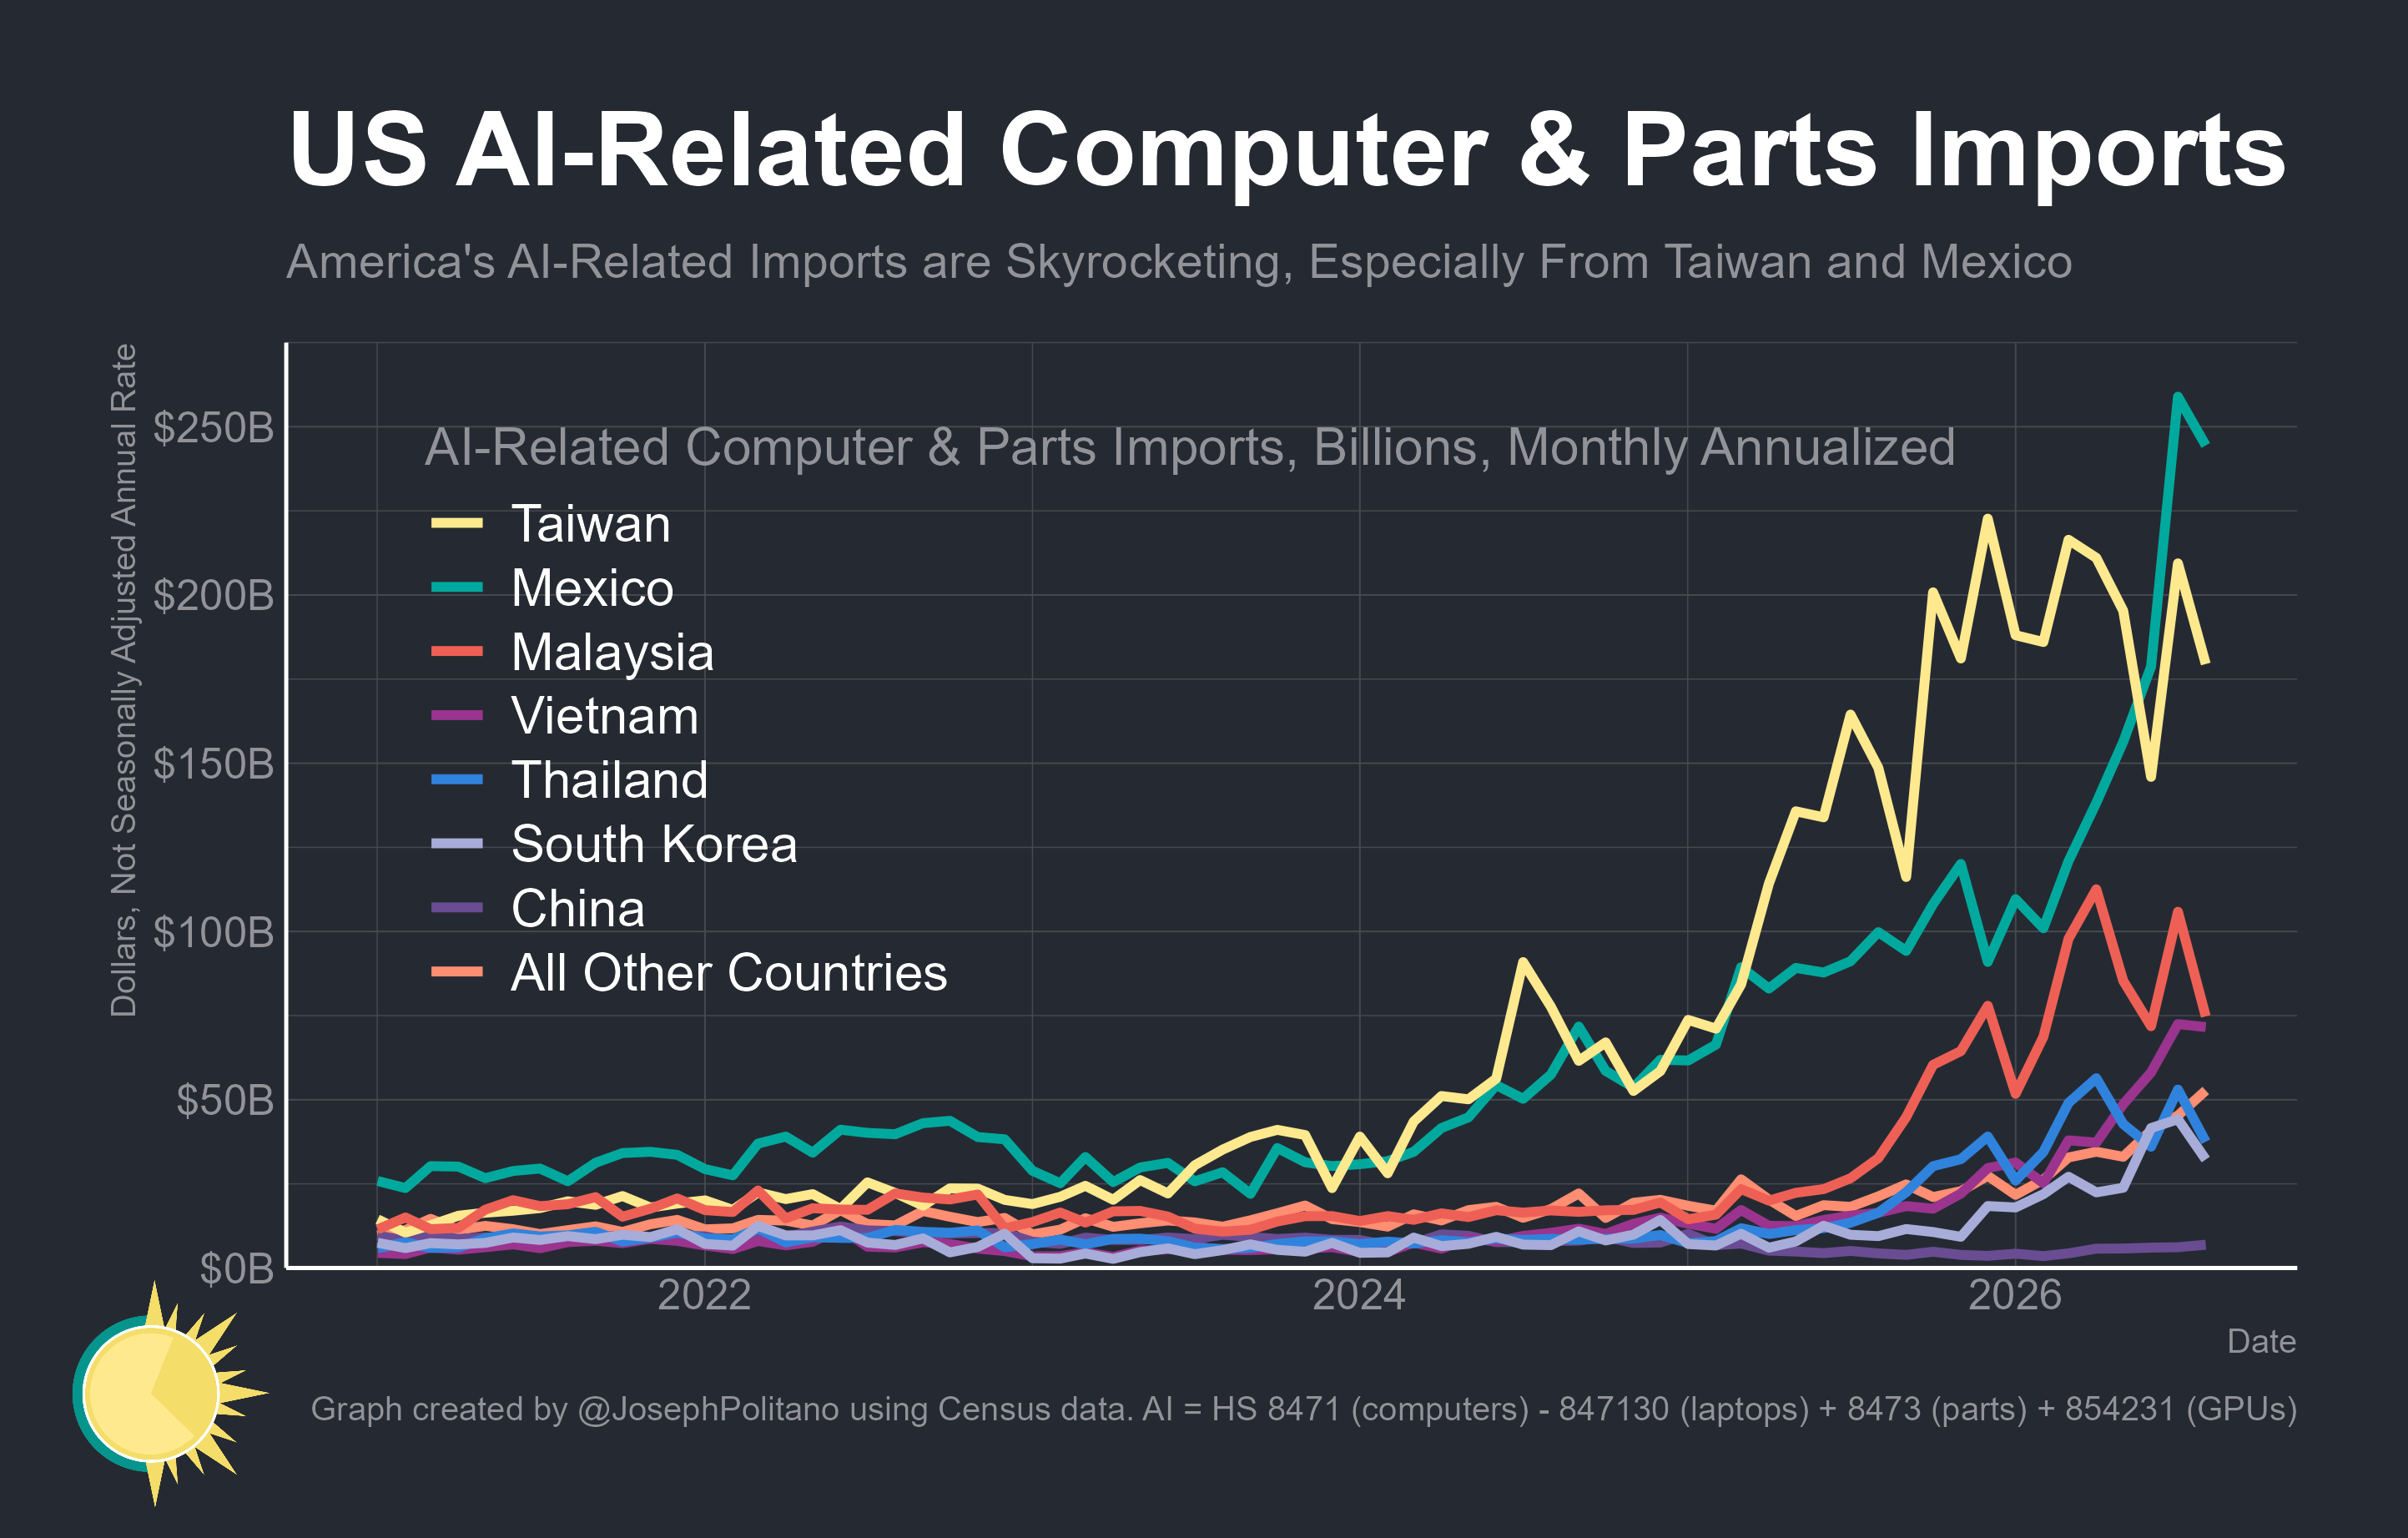 US AI-Related Computer & Parts Imports
America's AI-Related Imports are Skyrocketing, Especially From Taiwan and Mexico
Dollars, Not Seasonally Adjusted Annual Rate
$250B
$200B
$150B
$100B
$50B
$0B
AI-Related Computer & Parts Imports, Billions, Monthly Annualized
Taiwan
Mexico
Malaysia
Vietnam
Thailand
South Korea
China
All Other Countries
2022
2024
2026
Date
Graph created by @JosephPolitano using Census data. AI = HS 8471 (computers) - 847130 (laptops) + 8473 (parts) + 854231 (GPUs)